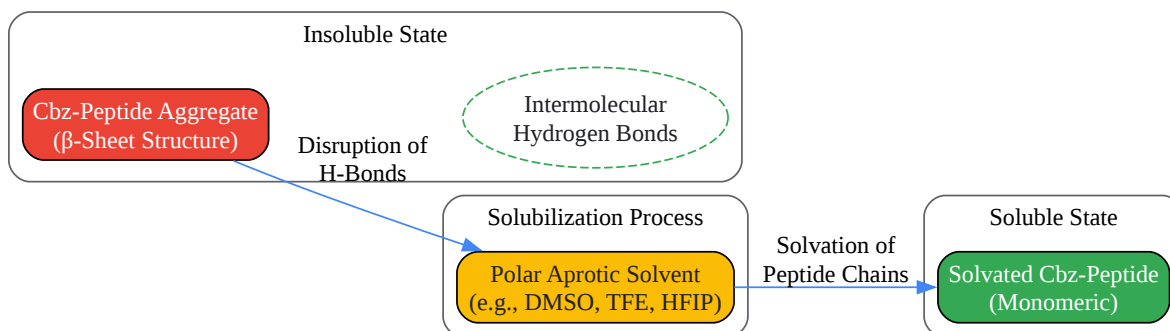 Insoluble State
Cbz-Peptide Aggregate
(β-Sheet Structure)
Intermolecular
Hydrogen Bonds
Disruption of
H-Bonds
Solubilization Process
Polar Aprotic Solvent
(e.g., DMSO, TFE, HFIP)
Solvation of
Peptide Chains
Soluble State
Solvated Cbz-Peptide
(Monomeric)